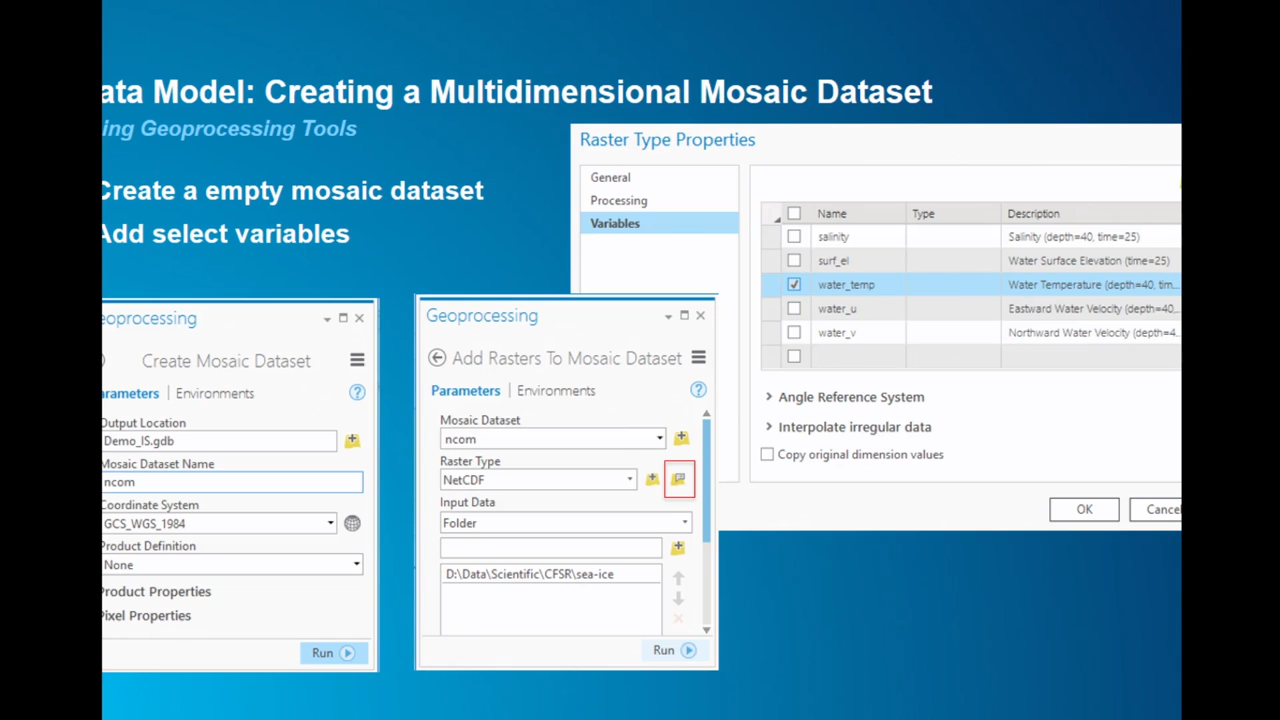 ata Model: Creating a Multidimensional Mosaic Dataset
ing Geoprocessing Tools
Create a empty mosaic dataset
Add select variables
Raster Type Properties
General
Processing
Variables
Name Type Description
salinity Salinity (depth=40, time=25)
surf_el Water Surface Elevation (time=25)
water_temp Water Temperature (depth=40, tim...
water_u Eastward Water Velocity (depth=40,
water_v Northward Water Velocity (depth=4...
Angle Reference System
Interpolate irregular data
Copy original dimension values
OK Cance
eoprocessing
Create Mosaic Dataset
arameters | Environments
Output Location
Demo_IS.gdb
Mosaic Dataset Name
ncom
Coordinate System
GCS_WGS_1984
Product Definition
None
Product Properties
Pixel Properties
Run
Geoprocessing
Add Rasters To Mosaic Dataset
Parameters | Environments
Mosaic Dataset
ncom
Raster Type
NetCDF
Input Data
Folder
D:\Data\Scientific\CFSR\sea-ice
Run